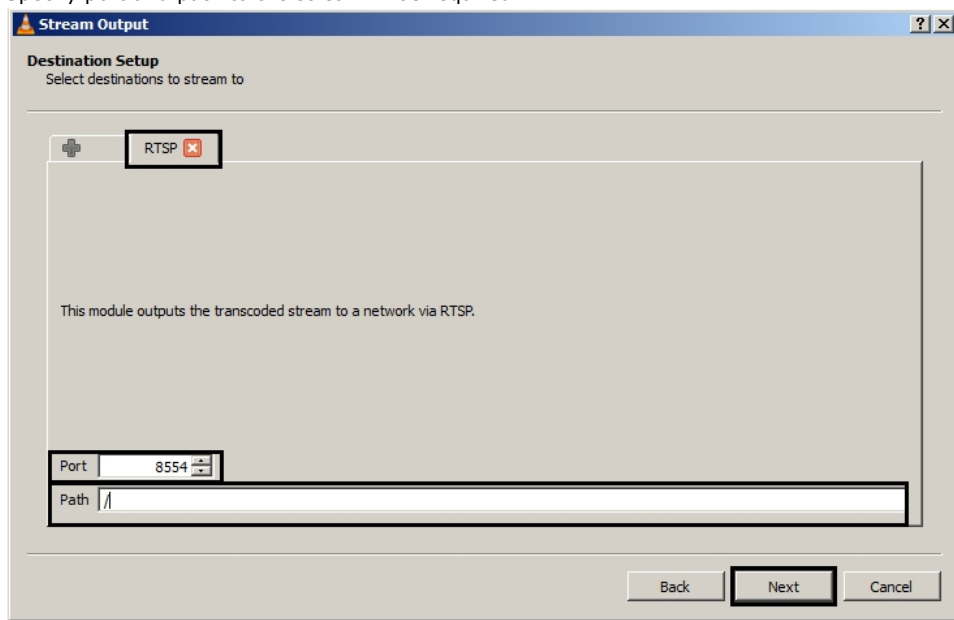 Stream Output
Destination Setup
Select destinations to stream to
RTSP
This module outputs the transcoded stream to a network via RTSP.
Port 8554
Path /
Back Next Cancel